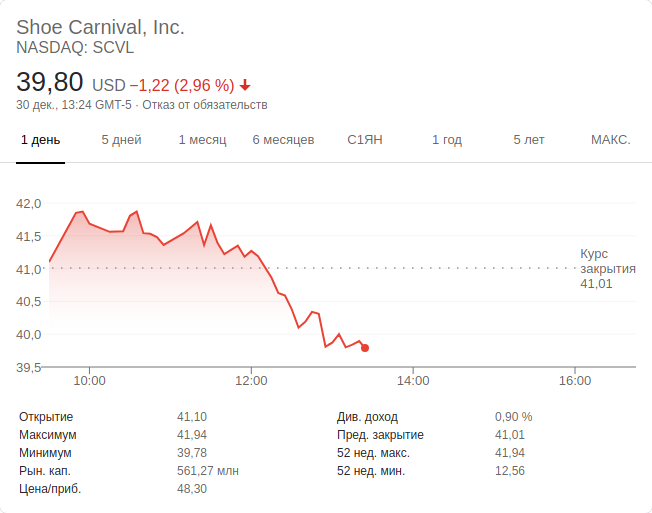 Shoe Carnival, Inc.
NASDAQ: SCVL
39,80 USD −1,22 (2,96 %)
30 дек., 13:24 GMT-5 · Отказ от обязательств
1 день 5 дней 1 месяц 6 месяцев С1ЯН 1 год 5 лет МАКС.
42,0
41,5
Курс
41,0 закрытия
41,01
40,5
40,0
39,5
10:00 12:00 14:00 16:00
Открытие 41,10 Див. доход 0,90 %
Максимум 41,94 Пред. закрытие 41,01
Минимум 39,78 52 нед. макс. 41,94
Рын. кап. 561,27 млн 52 нед. мин. 12,56
Цена/приб. 48,30